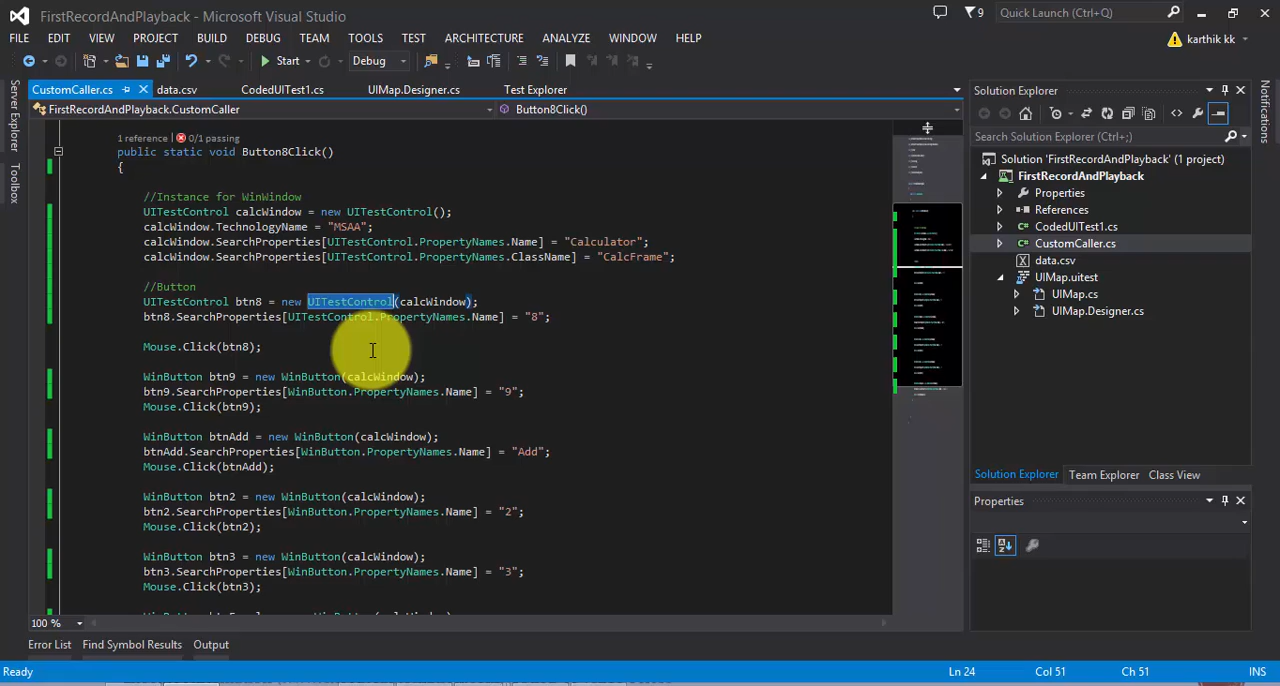 FirstRecordAndPlayback - Microsoft Visual Studio
9
Quick Launch (Ctrl+Q)
FILE EDIT VIEW PROJECT BUILD DEBUG TEAM TOOLS TEST ARCHITECTURE ANALYZE WINDOW HELP
karthik kk
Start
Debug
Server Explorer
Toolbox
CustomCaller.cs
data.csv
CodedUITest1.cs
UIMap.Designer.cs
Test Explorer
FirstRecordAndPlayback.CustomCaller
Button8Click()
1 reference | 0/1 passing
public static void Button8Click()
{
//Instance for WinWindow
UITestControl calcWindow = new UITestControl();
calcWindow.TechnologyName = "MSAA";
calcWindow.SearchProperties[UITestControl.PropertyNames.Name] = "Calculator";
calcWindow.SearchProperties[UITestControl.PropertyNames.ClassName] = "CalcFrame";
//Button
UITestControl btn8 = new UITestControl(calcWindow);
btn8.SearchProperties[UITestControl.PropertyNames.Name] = "8";
Mouse.Click(btn8);
WinButton btn9 = new WinButton(calcWindow);
btn9.SearchProperties[WinButton.PropertyNames.Name] = "9";
Mouse.Click(btn9);
WinButton btnAdd = new WinButton(calcWindow);
btnAdd.SearchProperties[WinButton.PropertyNames.Name] = "Add";
Mouse.Click(btnAdd);
WinButton btn2 = new WinButton(calcWindow);
btn2.SearchProperties[WinButton.PropertyNames.Name] = "2";
Mouse.Click(btn2);
WinButton btn3 = new WinButton(calcWindow);
btn3.SearchProperties[WinButton.PropertyNames.Name] = "3";
Mouse.Click(btn3);
100 %
Error List Find Symbol Results Output
Solution Explorer
Search Solution Explorer (Ctrl+;)
Solution 'FirstRecordAndPlayback' (1 project)
FirstRecordAndPlayback
Properties
References
CodedUITest1.cs
CustomCaller.cs
data.csv
UIMap.uitest
UIMap.cs
UIMap.Designer.cs
Solution Explorer Team Explorer Class View
Properties
Notifications
Ready
Ln 24
Col 51
Ch 51
INS